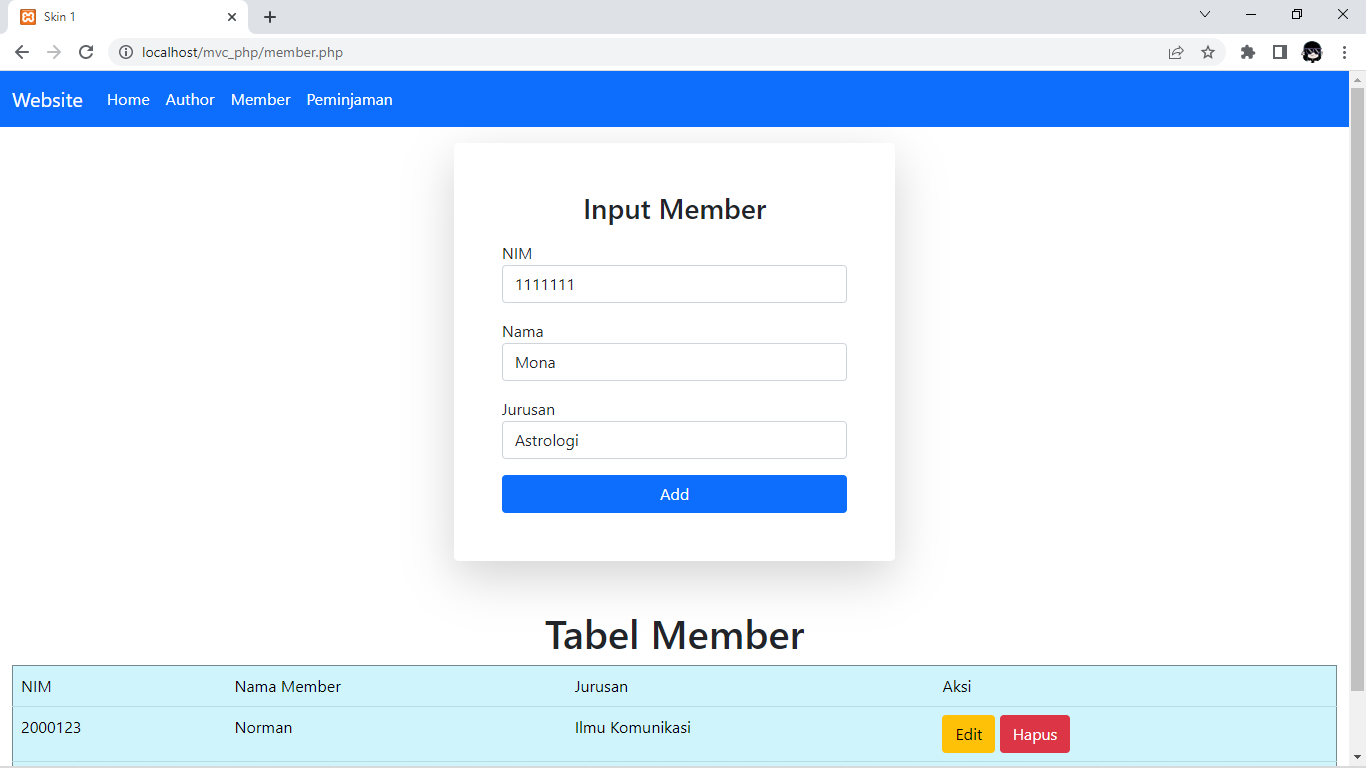 Skin 1
localhost/mvc_php/member.php
Website Home Author Member Peminjaman
Input Member
NIM
1111111
Nama
Mona
Jurusan
Astrologi
Add
Tabel Member
NIM Nama Member Jurusan Aksi
2000123 Norman Ilmu Komunikasi Edit Hapus